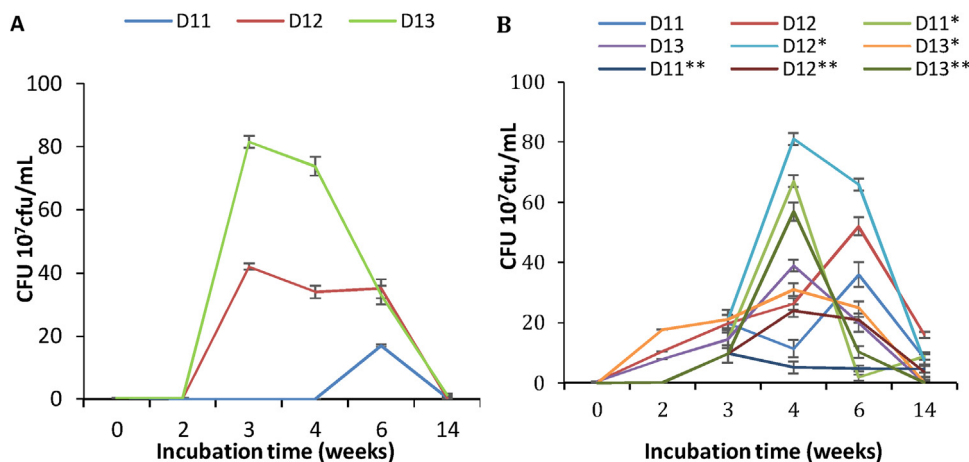 A
D11 D12 D13
CFU 10⁷cfu/mL
100
80
60
40
20
0
0 2 3 4 6 14
Incubation time (weeks)
B
D11 D12 D11*
D13 D12* D13*
D11** D12** D13**
CFU 10⁷cfu/mL
100
80
60
40
20
0
0 2 3 4 6 14
Incubation time (weeks)